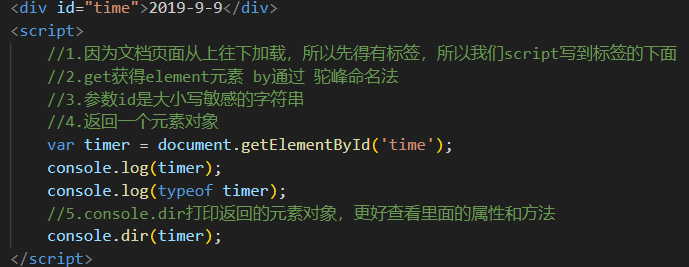 <div id="time">2019-9-9</div>
<script>
//1.因为文档页面从上往下加载，所以先得有标签，所以我们script写到标签的下面
//2.get获得element元素 by通过 驼峰命名法
//3.参数id是大小写敏感的字符串
//4.返回一个元素对象
var timer = document.getElementById('time');
console.log(timer);
console.log(typeof timer);
//5.console.dir打印返回的元素对象，更好查看里面的属性和方法
console.dir(timer);
</script>